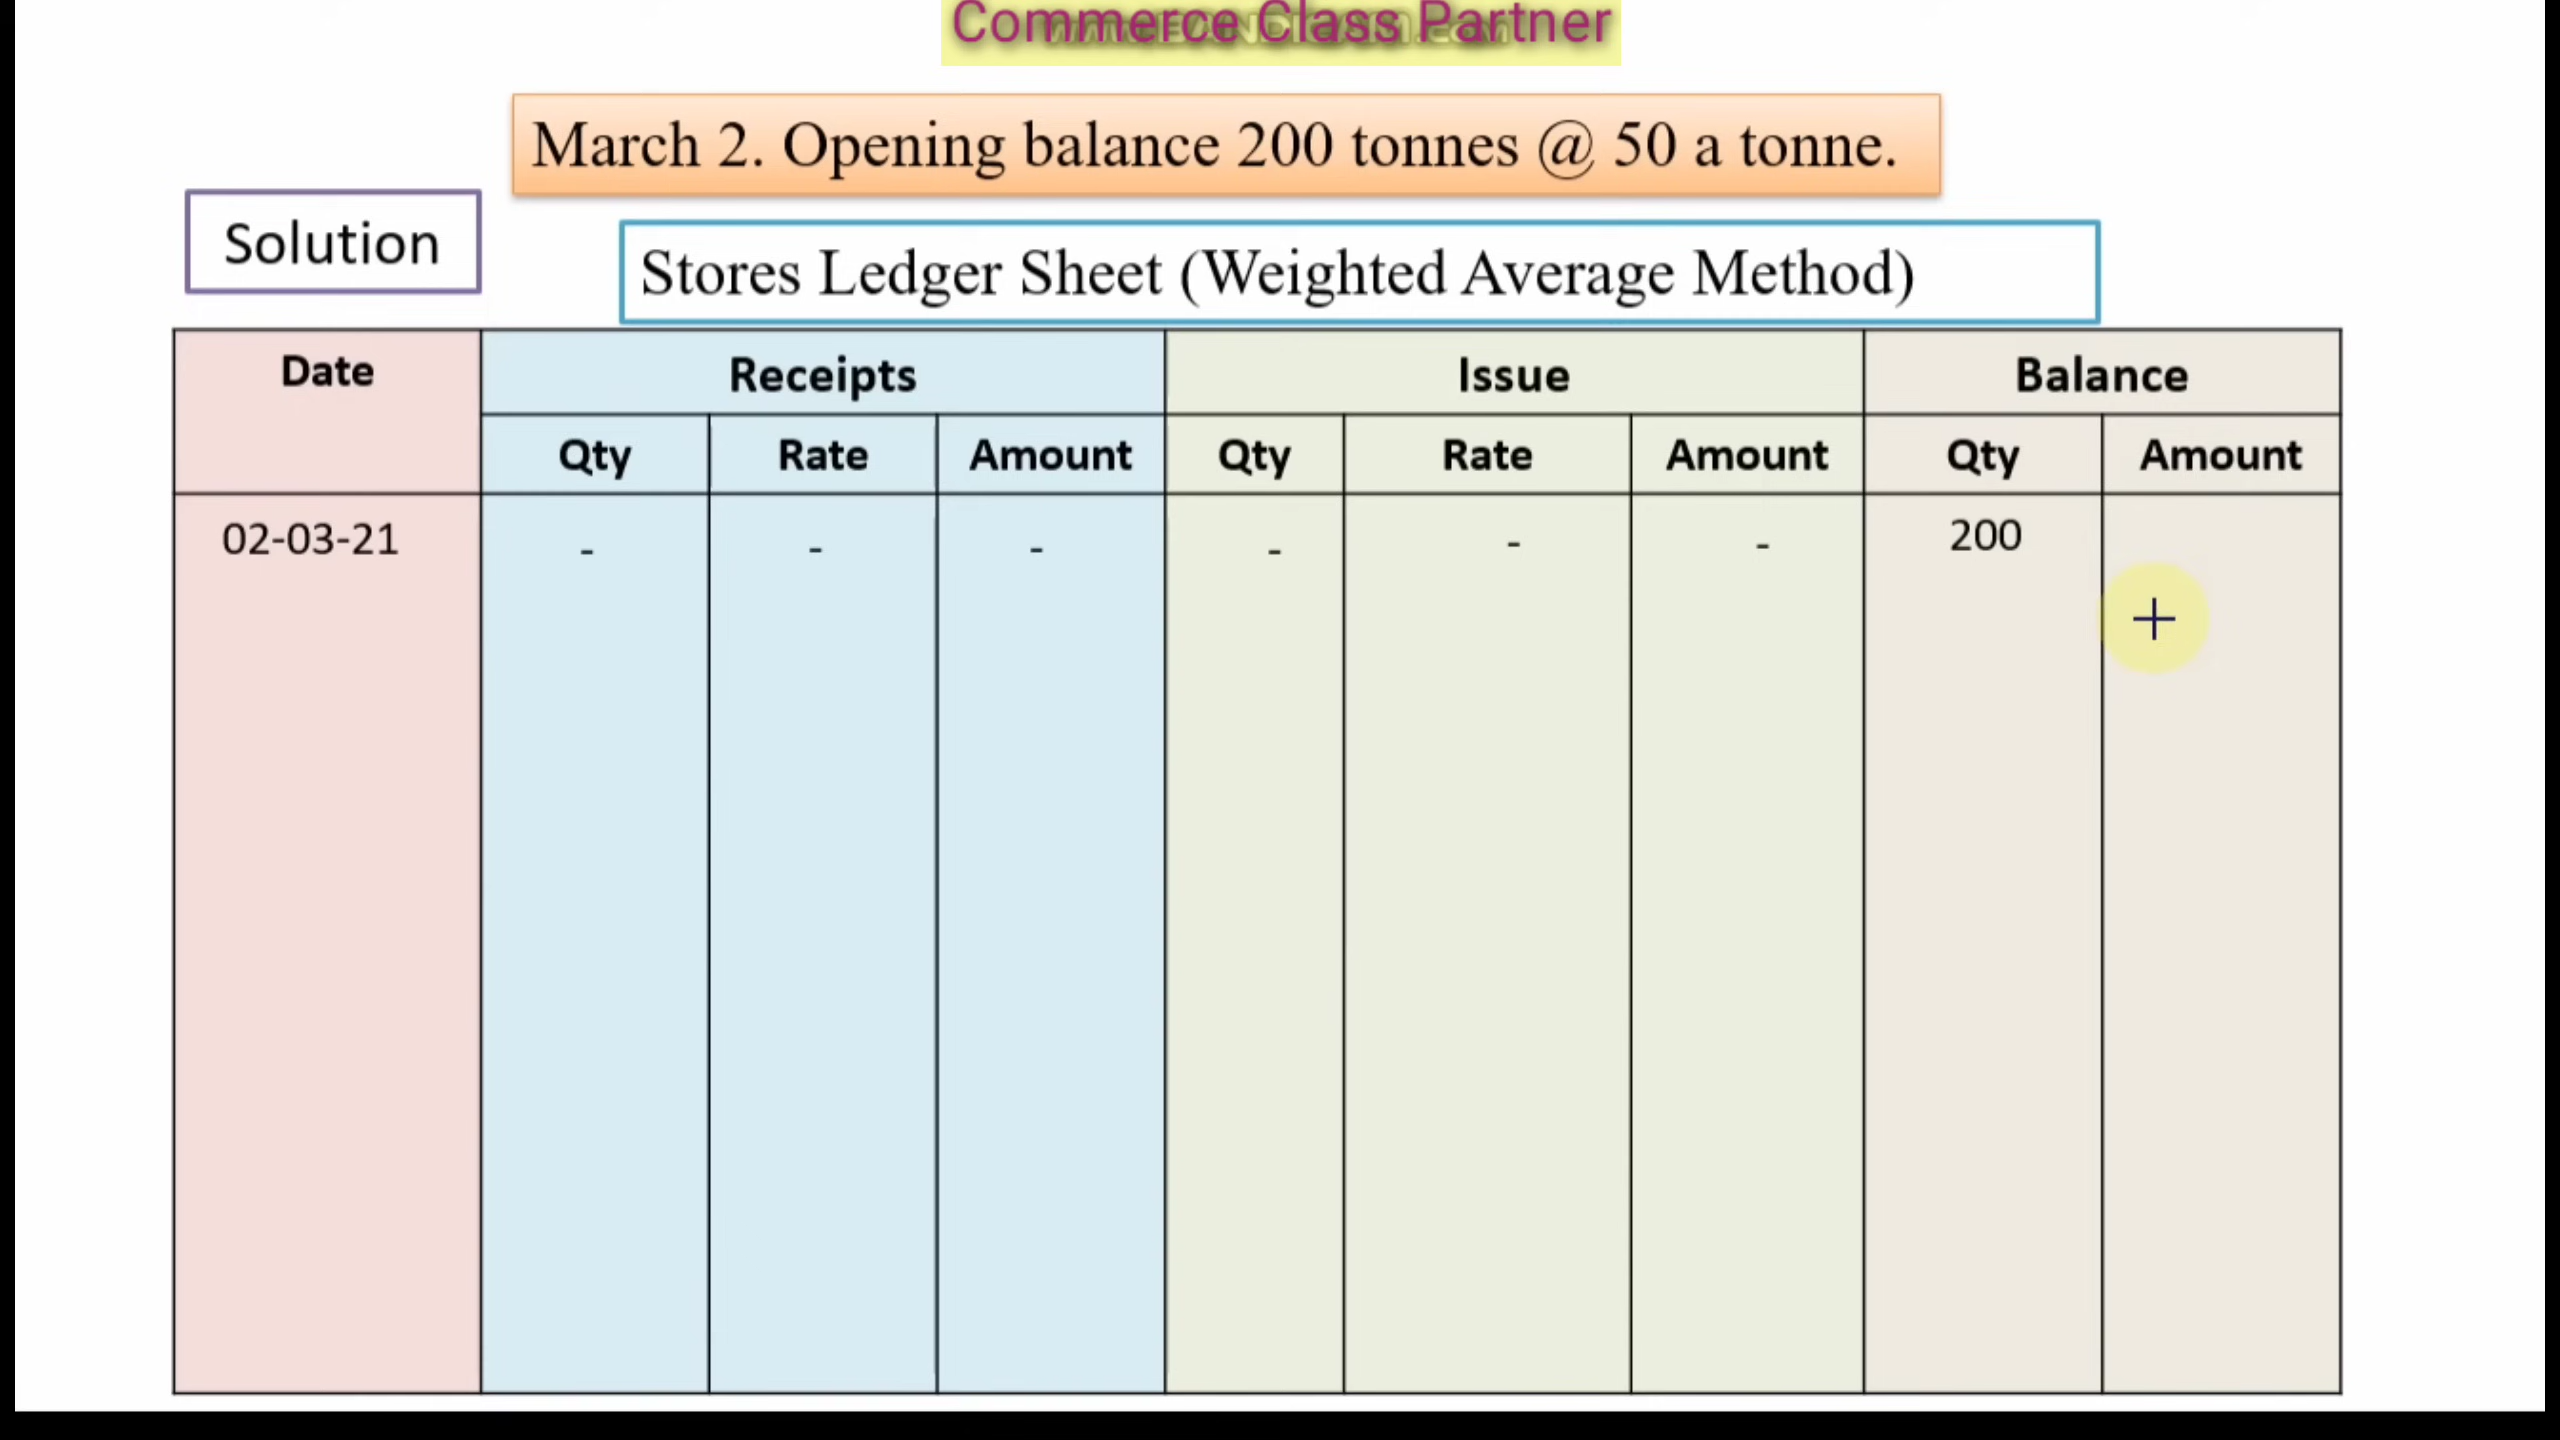 Commerce Class Partner
March 2. Opening balance 200 tonnes @ 50 a tonne.
Solution
Stores Ledger Sheet (Weighted Average Method)
Date Receipts Issue Balance
Qty Rate Amount Qty Rate Amount Qty Amount
02-03-21 - - - - - - 200